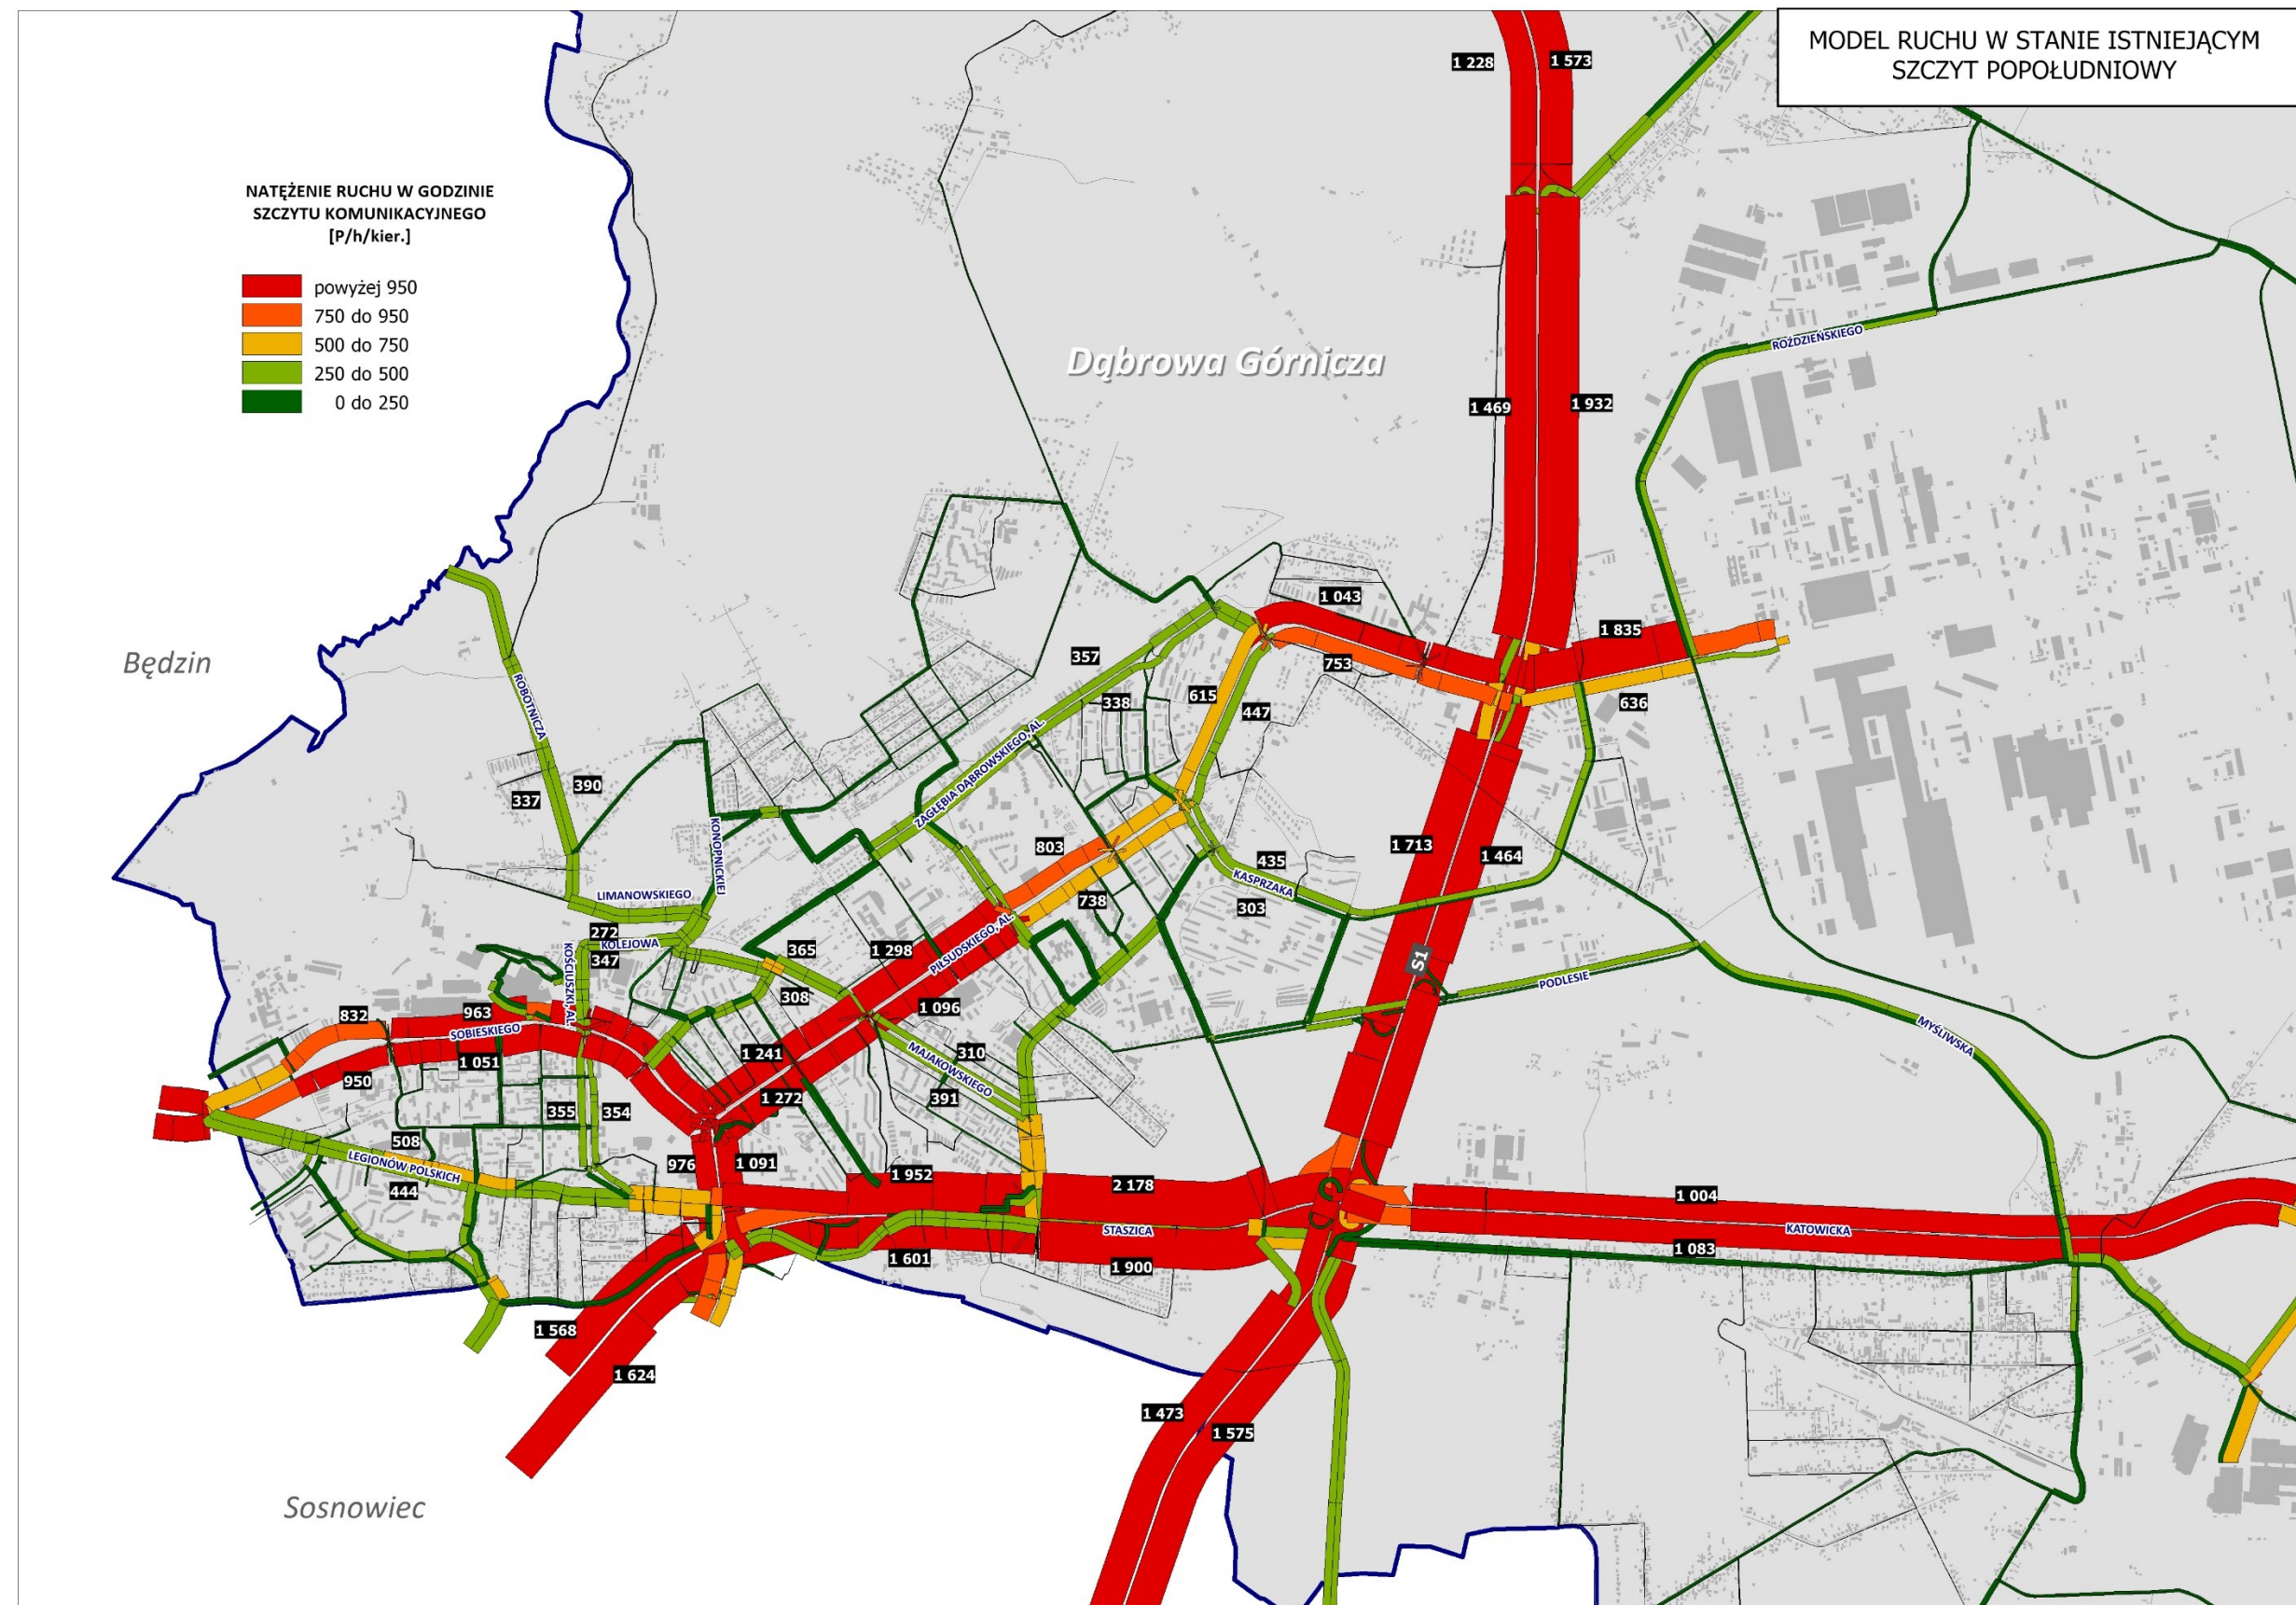 MODEL RUCHU W STANIE ISTNIEJĄCYM
SZCZYT POPOŁUDNIOWY
1 228
1 573
NATĘŻENIE RUCHU W GODZINIE
SZCZYTU KOMUNIKACYJNEGO
[P/h/kier.]
powyżej 950
750 do 950
500 do 750
250 do 500
0 do 250
ROŹDZIEŃSKIEGO
Dąbrowa Górnicza
1 469
1 932
1 043
1 835
Będzin
357
753
615
338
447
636
ROBOTNICZA
ZAGŁĘBIA DĄBROWSKIEGO, AL.
390
337
KONOPNICKIEJ
803
1 713
1 464
435
KASPRZAKA
LIMANOWSKIEGO
738
303
272
KOLEJOWA
347
KOŚCIUSZKI, AL.
365
1 298
PIŁSUDSKIEGO, AL.
S1
PODLESIE
308
1 096
832
963
SOBIESKIEGO
MYŚLIWSKA
1 241
310
MAJAKOWSKIEGO
1 051
950
1 272
391
355
354
508
LEGIONÓW POLSKICH
444
976
1 091
1 952
2 178
1 004
STASZICA
KATOWICKA
1 601
1 900
1 083
1 568
1 624
1 473
1 575
Sosnowiec